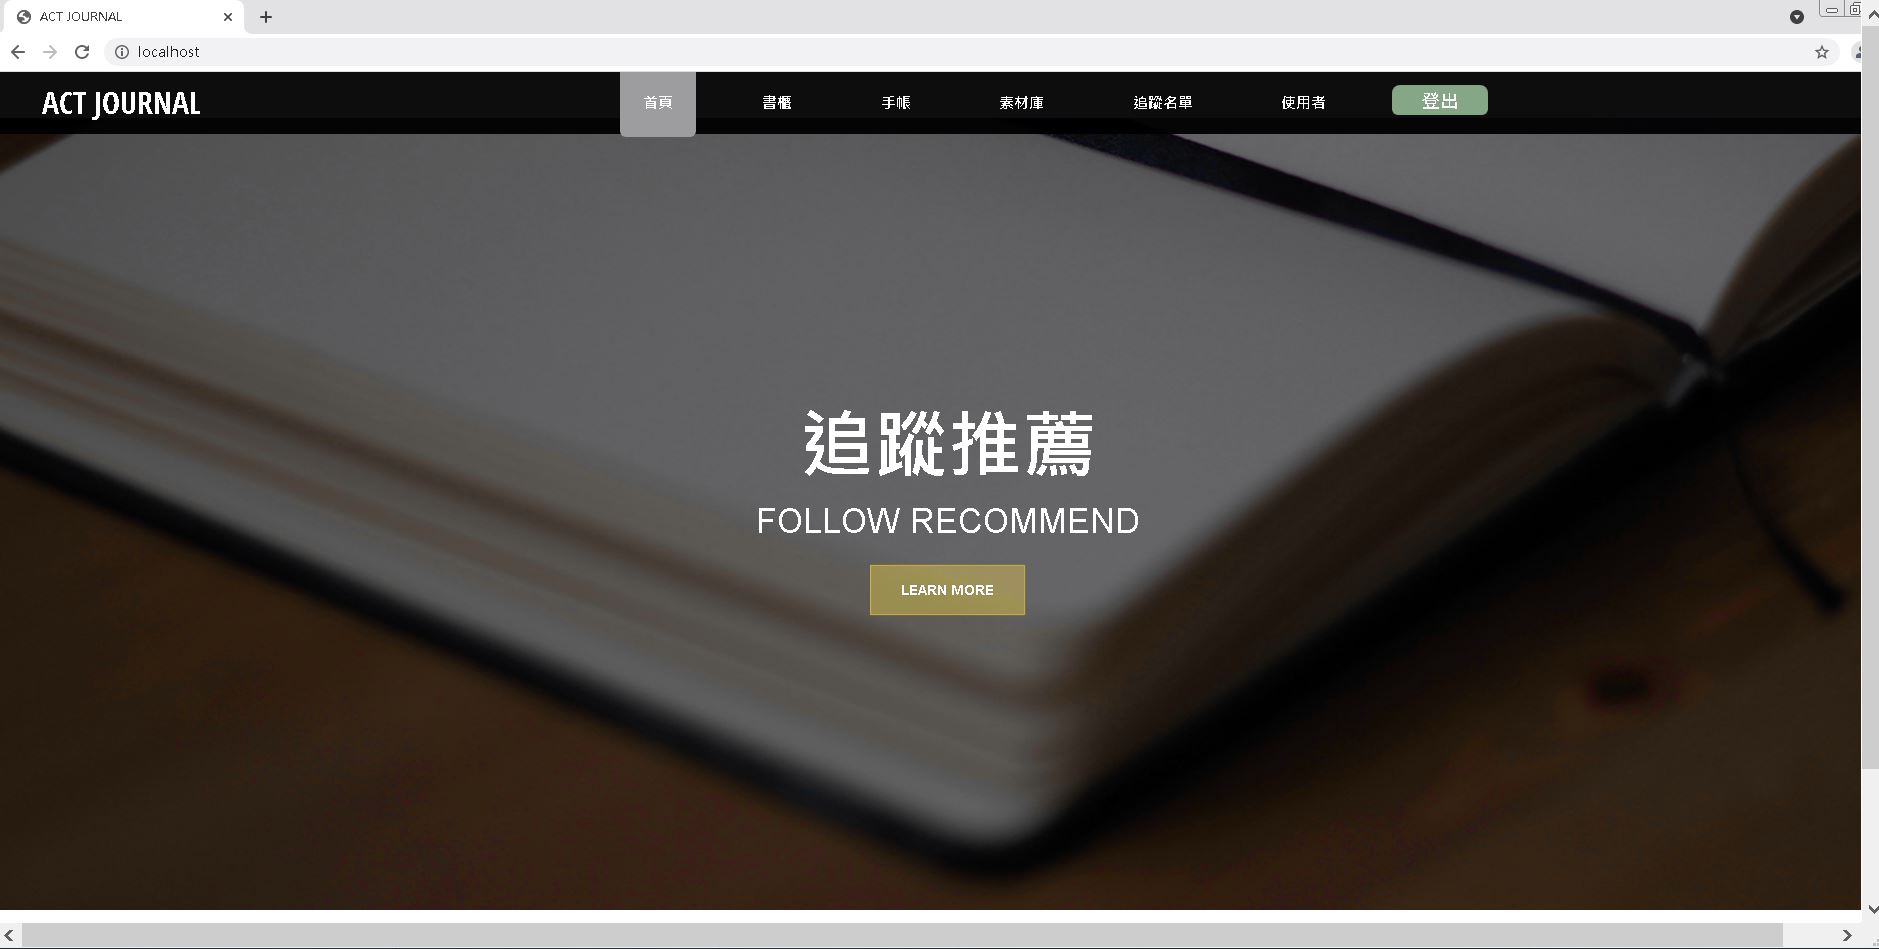 ACT JOURNAL
localhost
ACT JOURNAL
首頁
書櫃
手帳
素材庫
追蹤名單
使用者
登出
追蹤推薦
FOLLOW RECOMMEND
LEARN MORE